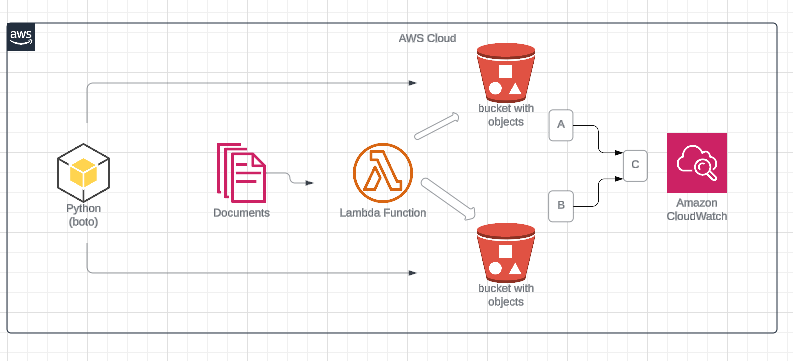 aws
AWS Cloud
bucket with
objects
A
C
B
Python
(boto)
Documents
Lambda Function
Amazon
CloudWatch
bucket with
objects